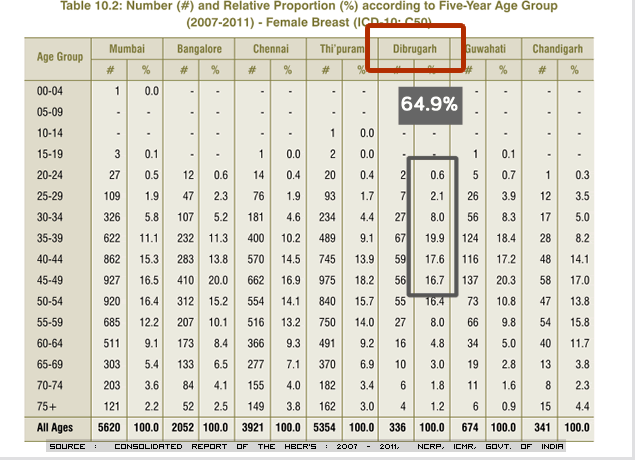 Table 10.2: Number (#) and Relative Proportion (%) according to Five-Year Age Group
(2007-2011) - Female Breast (ICD-10: C50)
Age Group Mumbai Bangalore Chennai Thi'puram Dibrugarh Guwahati Chandigarh
# % # % # % # % # % # % # %
00-04 1 0.0 - - - - - - - - - - - -
64.9%
05-09 - - - - - - - - - - - -
10-14 - - - - - - 1 0.0 - - - - - -
15-19 3 0.1 - - 1 0.0 2 0.0 - - 1 0.1 - -
20-24 27 0.5 12 0.6 14 0.4 20 0.4 2 0.6 5 0.7 1 0.3
25-29 109 1.9 47 2.3 76 1.9 93 1.7 7 2.1 26 3.9 12 3.5
30-34 326 5.8 107 5.2 181 4.6 234 4.4 27 8.0 56 8.3 17 5.0
35-39 622 11.1 232 11.3 400 10.2 489 9.1 67 19.9 124 18.4 28 8.2
40-44 862 15.3 283 13.8 570 14.5 745 13.9 59 17.6 116 17.2 48 14.1
45-49 927 16.5 410 20.0 662 16.9 975 18.2 56 16.7 137 20.3 58 17.0
50-54 920 16.4 312 15.2 554 14.1 840 15.7 55 16.4 73 10.8 47 13.8
55-59 685 12.2 207 10.1 516 13.2 750 14.0 27 8.0 66 9.8 54 15.8
60-64 511 9.1 173 8.4 366 9.3 491 9.2 16 4.8 34 5.0 40 11.7
65-69 303 5.4 133 6.5 277 7.1 370 6.9 10 3.0 19 2.8 13 3.8
70-74 203 3.6 84 4.1 155 4.0 182 3.4 6 1.8 11 1.6 8 2.3
75+ 121 2.2 52 2.5 149 3.8 162 3.0 4 1.2 6 0.9 15 4.4
All Ages 5620 100.0 2052 100.0 3921 100.0 5354 100.0 336 100.0 674 100.0 341 100.0
SOURCE : CONSOLIDATED REPORT OF THE HBCR'S : 2007 - 2011, NCRP, ICMR, GOVT. OF INDIA